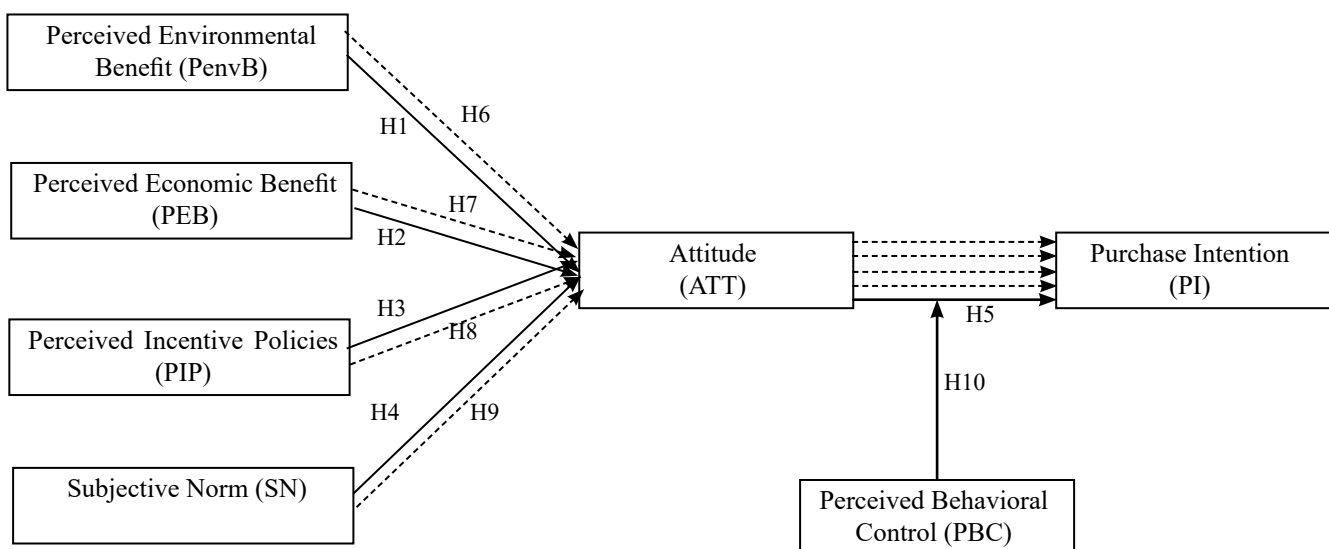 Perceived Environmental
Benefit (PenvB)
H6
H1
Perceived Economic Benefit
(PEB)
H7
H2
Attitude
(ATT)
Purchase Intention
(PI)
H5
H3
H8
Perceived Incentive Policies
(PIP)
H10
H4
H9
Subjective Norm (SN)
Perceived Behavioral
Control (PBC)